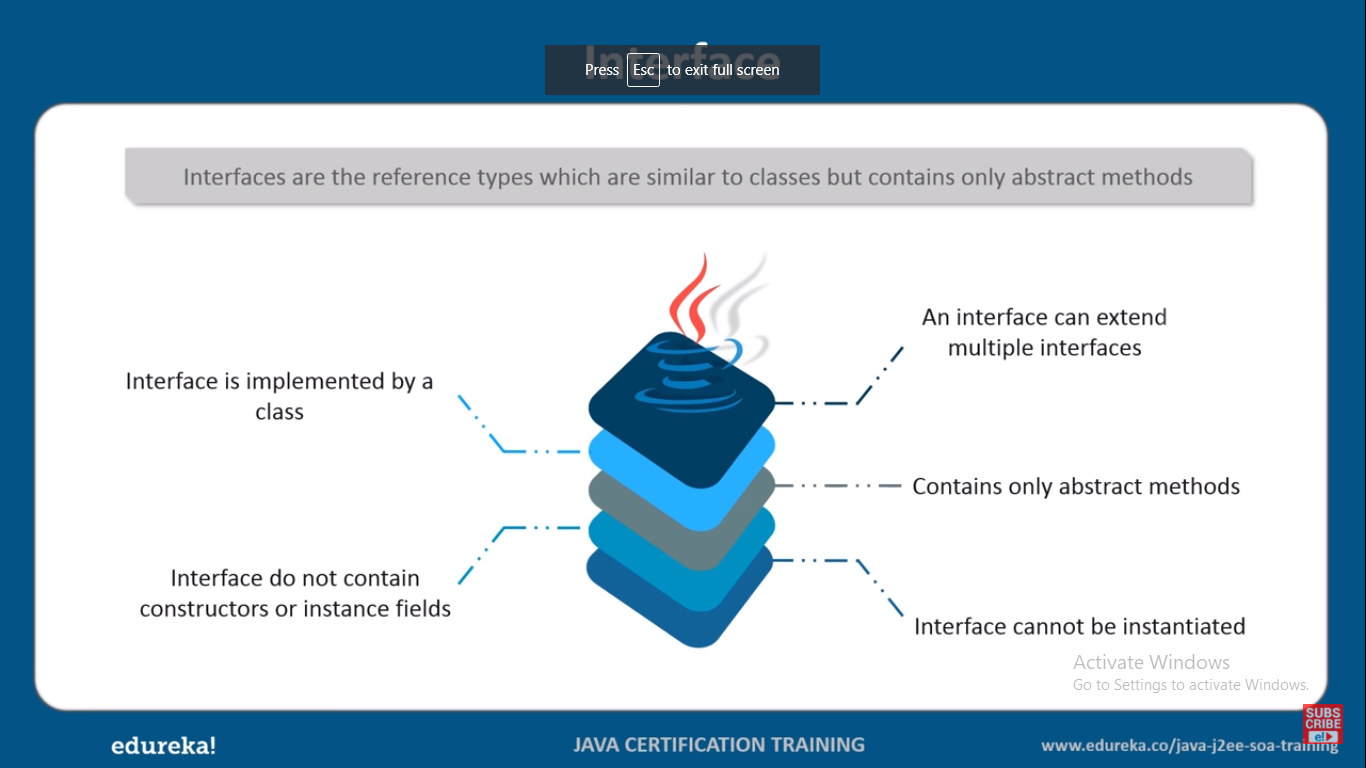 Interface
Press Esc to exit full screen
Interfaces are the reference types which are similar to classes but contains only abstract methods
An interface can extend
multiple interfaces
Interface is implemented by a
class
Contains only abstract methods
Interface do not contain
constructors or instance fields
Interface cannot be instantiated
Activate Windows
Go to Settings to activate Windows.
SUBS
CRIBE
e!
edureka!
JAVA CERTIFICATION TRAINING
www.edureka.co/java-j2ee-soa-training